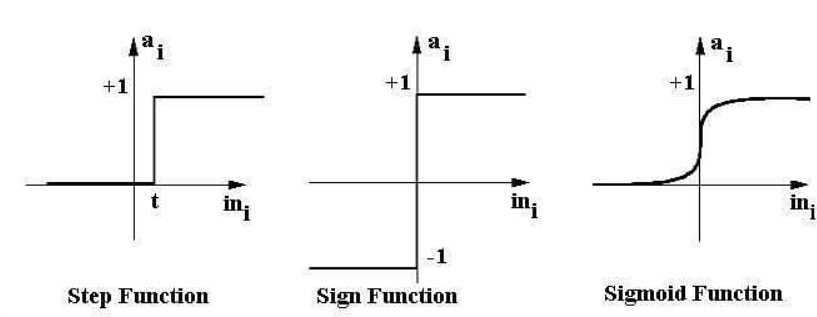 a i
+1
t
in i
Step Function
a i
+1
in i
-1
Sign Function
a i
+1
in i
Sigmoid Function